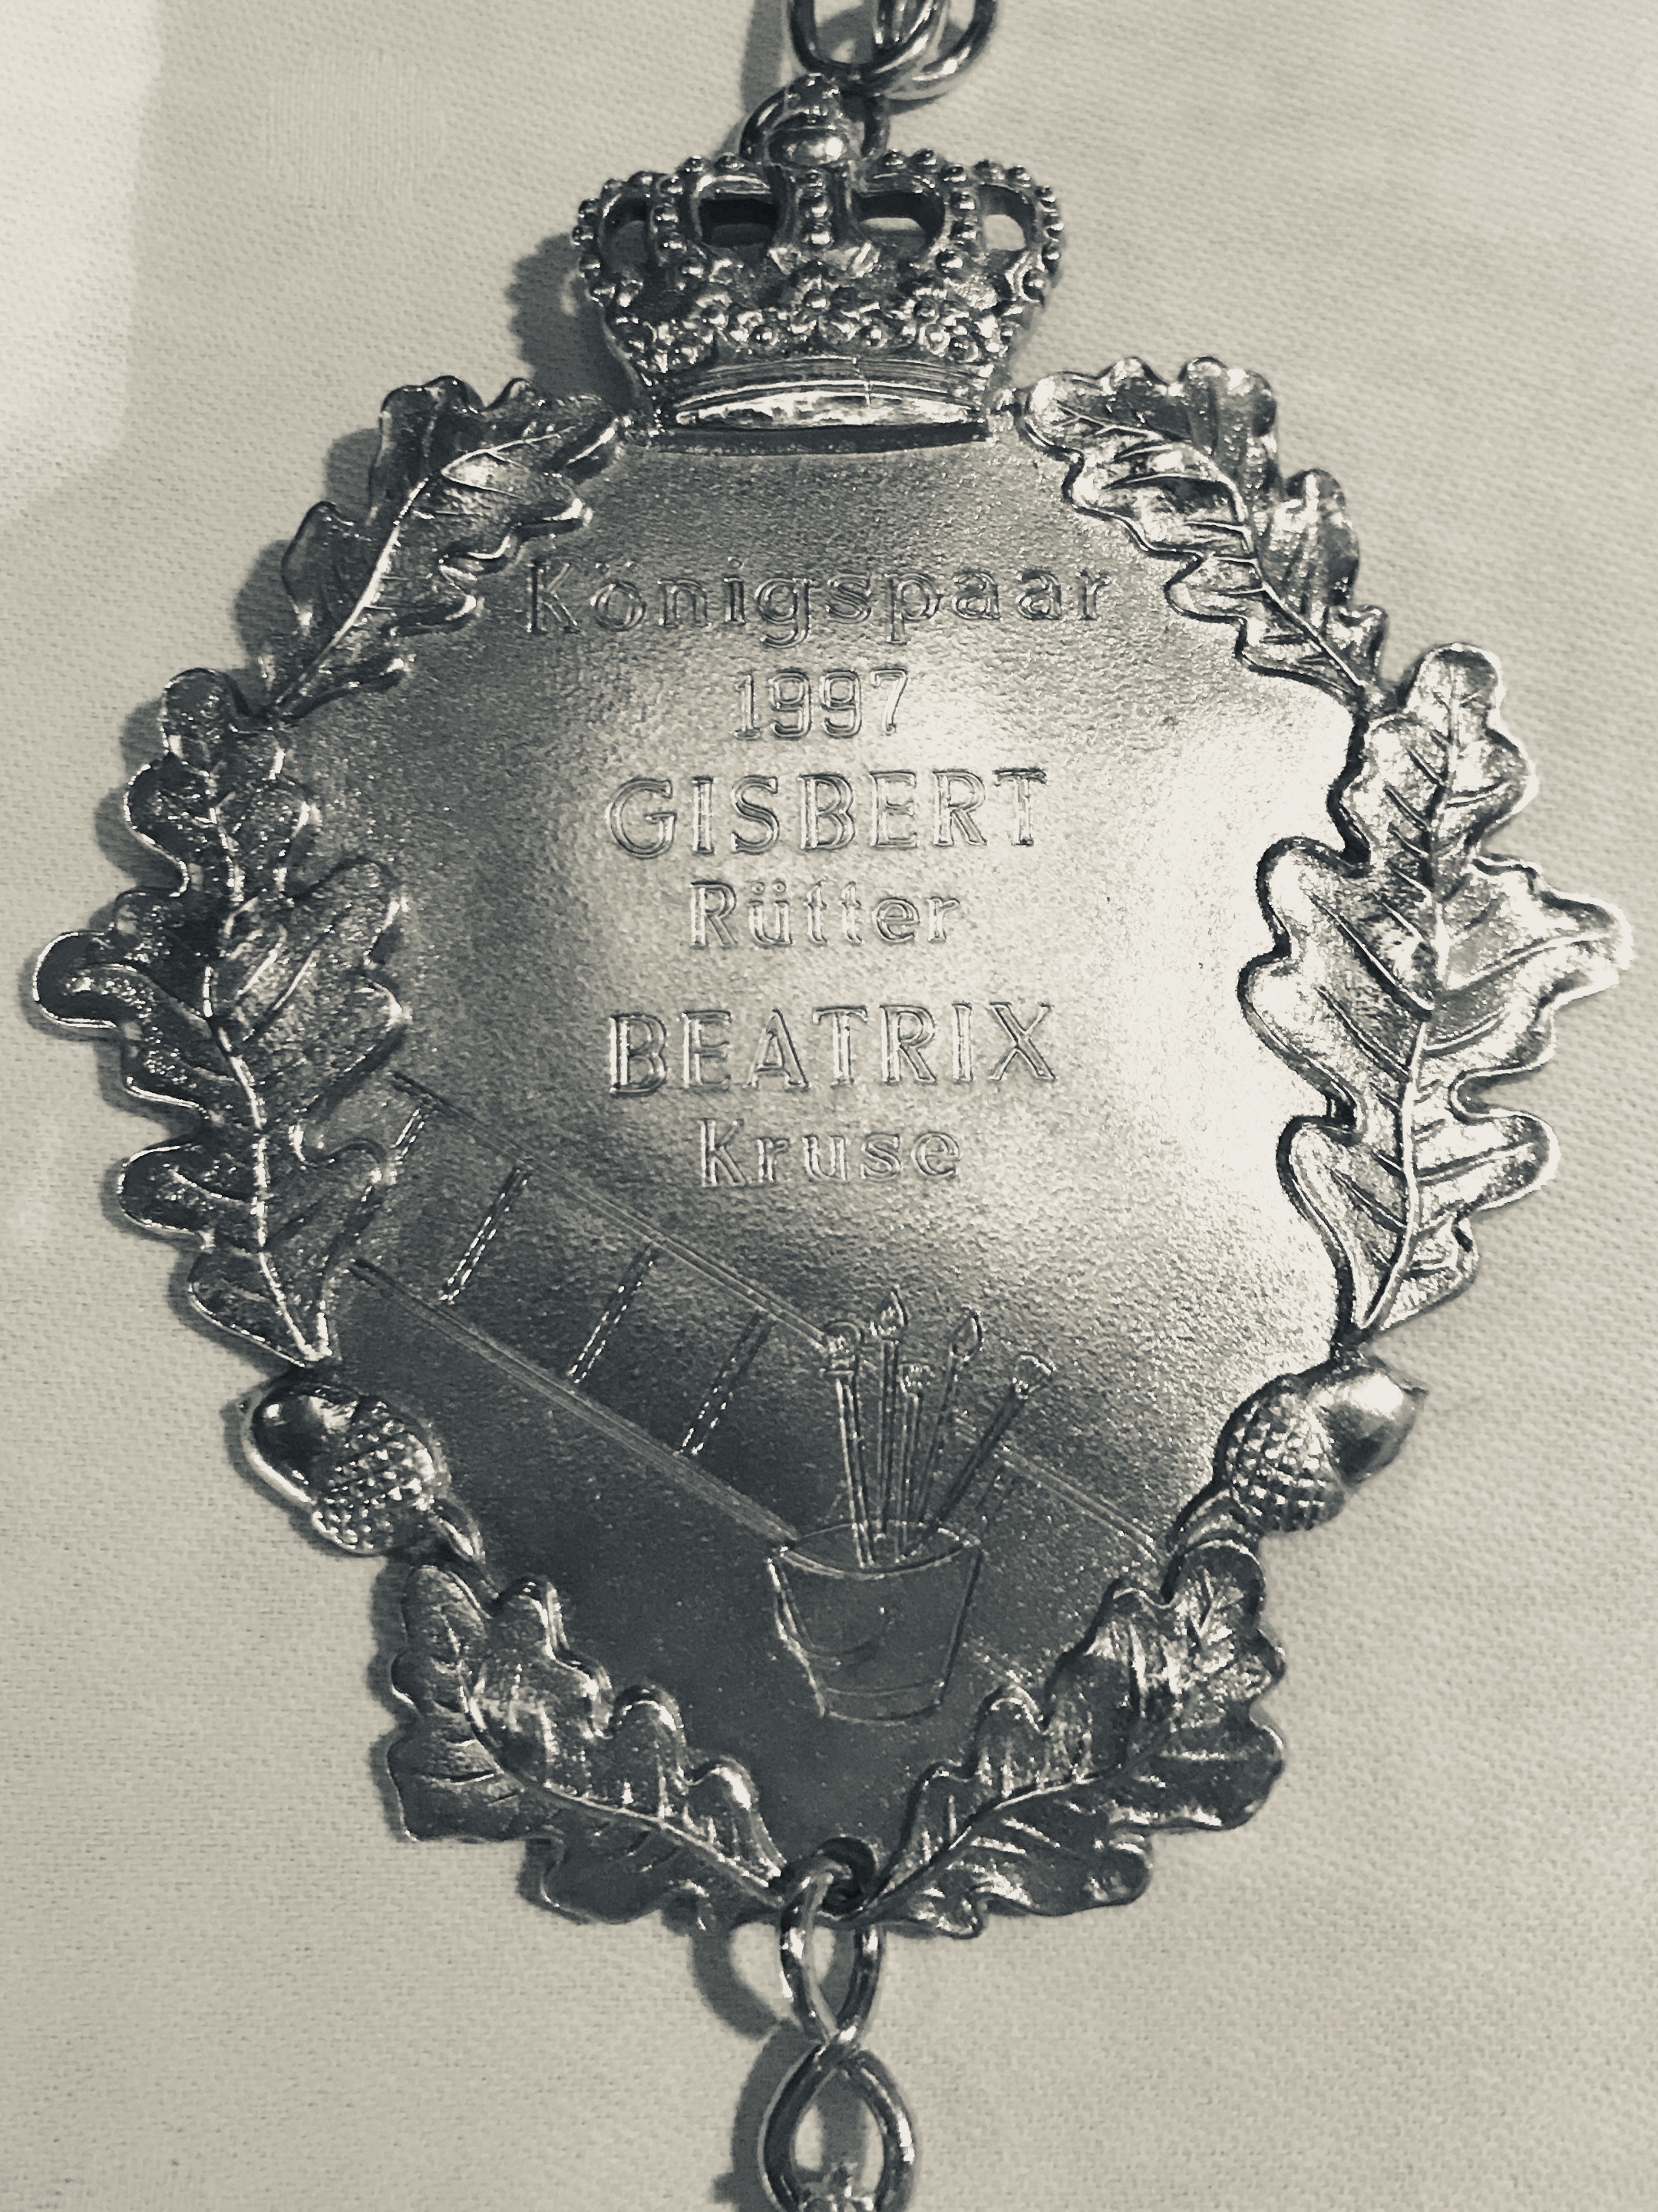 Königspaar
1997
GISBERT
Rütter
BEATRIX
Kruse